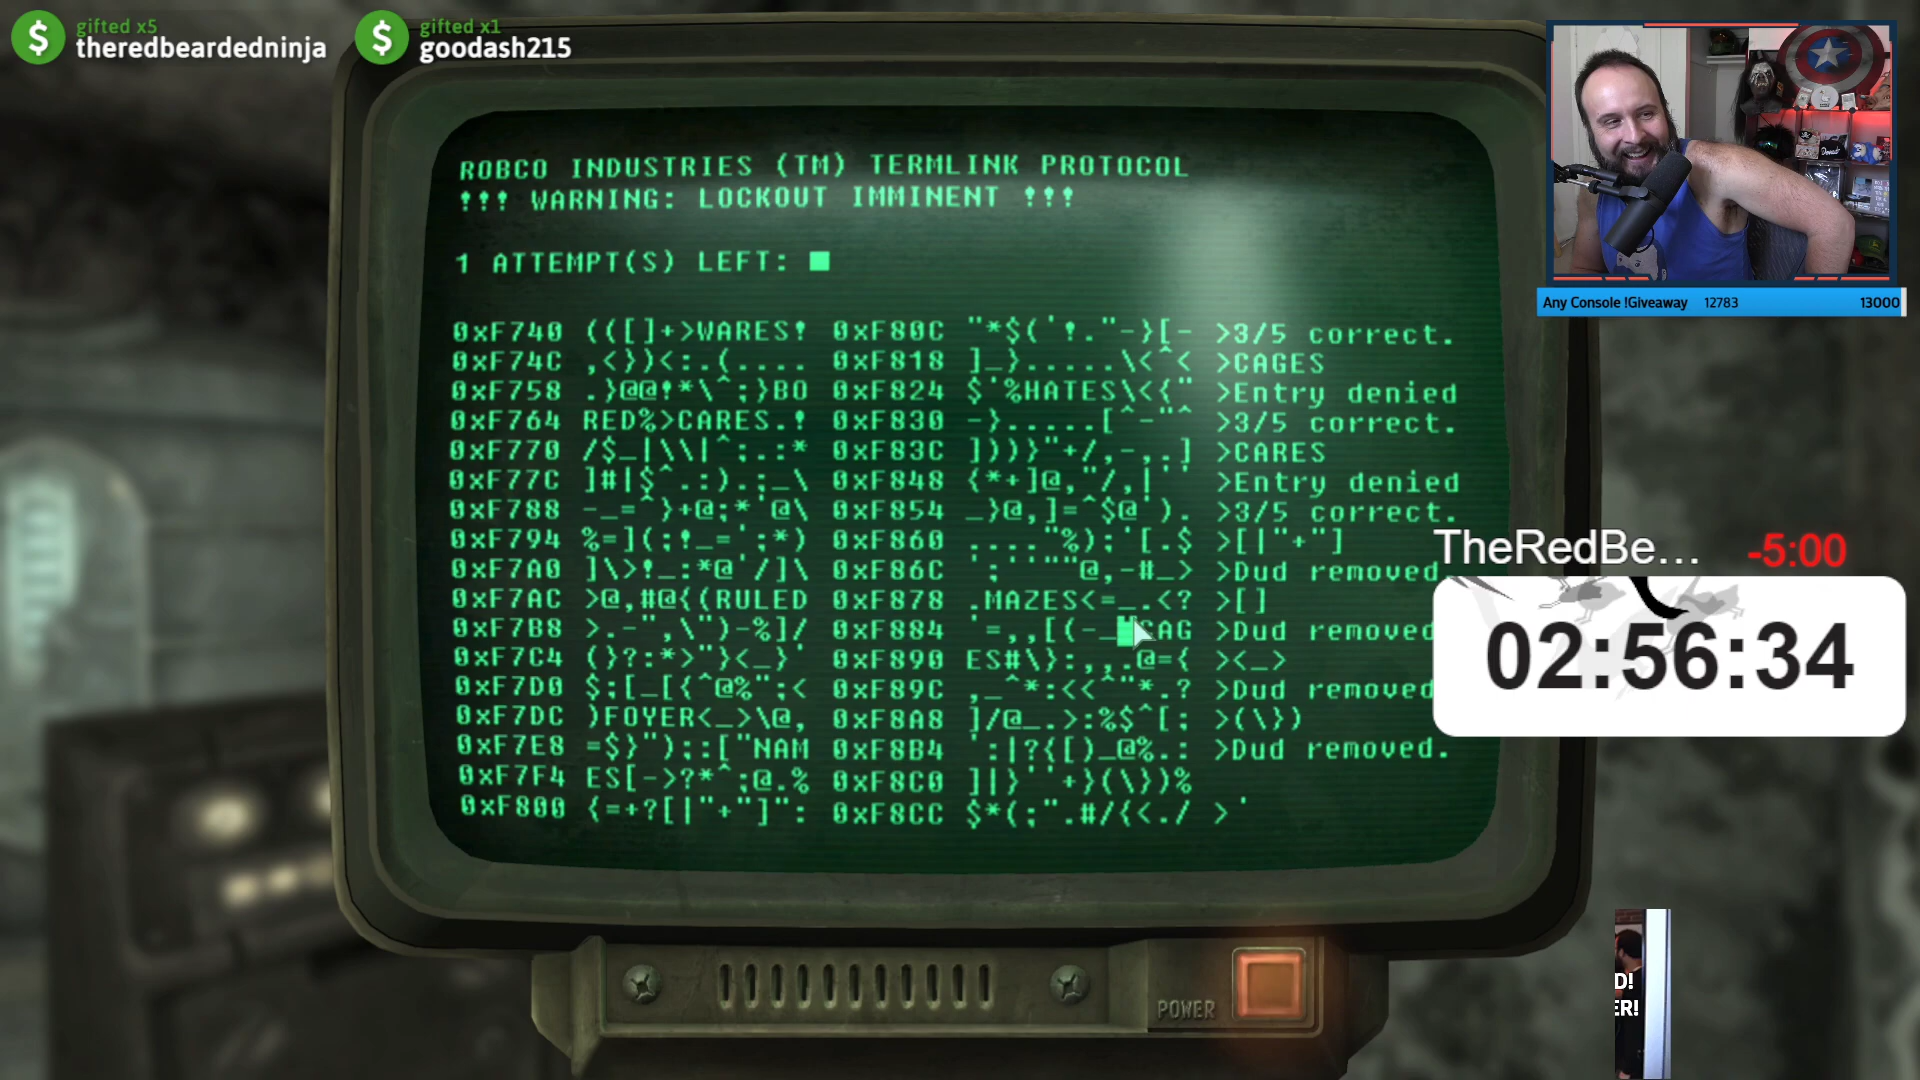 gifted x5
theredbeardedninja
gifted x1
goodash215
ROBCO INDUSTRIES (TM) TERMLINK PROTOCOL
!!! WARNING: LOCKOUT IMMINENT !!!
1 ATTEMPT(S) LEFT:
0xF740 (([]+>WARES! 0xF80C "*$('!."-}[- >3/5 correct.
0xF74C ,<})<:.(.... 0xF818 ]_}.....\<^< >CAGES
0xF758 .}@@!*\^;}BO 0xF824 $'%HATES\<{" >Entry denied
0xF764 RED%>CARES.! 0xF830 -}.....[^-"^ >3/5 correct.
0xF770 /$_|\\|^;.:* 0xF83C ]))}"+/,-,.] >CARES
0xF77C ]#|$^.:).;_\ 0xF848 {*+]@,"/,|'' >Entry denied
0xF788 -_=^}+@;*'@\ 0xF854 _}@,]=^$@'). >3/5 correct.
0xF794 %=](;!_=';*) 0xF860 ...."%);'[.$ >[|"+"]
0xF7A0 ]\>!_:*@'/]\ 0xF86C ';'""@,-#_> >Dud removed.
0xF7AC >@,#@{(RULED 0xF878 .MAZES<=_.<? >[]
0xF7B8 >.-",\")-%]/ 0xF884 '=,,[(-_ CAG >Dud removed
0xF7C4 (}?:*>"}<_}' 0xF890 ES#\}:,,.@={ ><_>
0xF7D0 $;[_[{^@%";< 0xF89C ,_^*:<<^"*.? >Dud removed
0xF7DC )FOYER<_>\@, 0xF8A8 ]/@_.>:%$^[; >(\})
0xF7E8 =$}");:["NAM 0xF8B4 ':|?{[)_@%.: >Dud removed.
0xF7F4 ES[->?*^;@.% 0xF8C0 ]|}''+}(\})%
0xF800 {=+?[|"+"]": 0xF8CC $*(;".#/{<./ >'
POWER
Any Console !Giveaway 12783 13000
TheRedBe... -5:00
02:56:34
D!
ER!